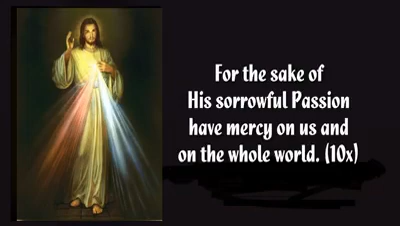 For the sake of
His sorrowful Passion
have mercy on us and
on the whole world. (10x)